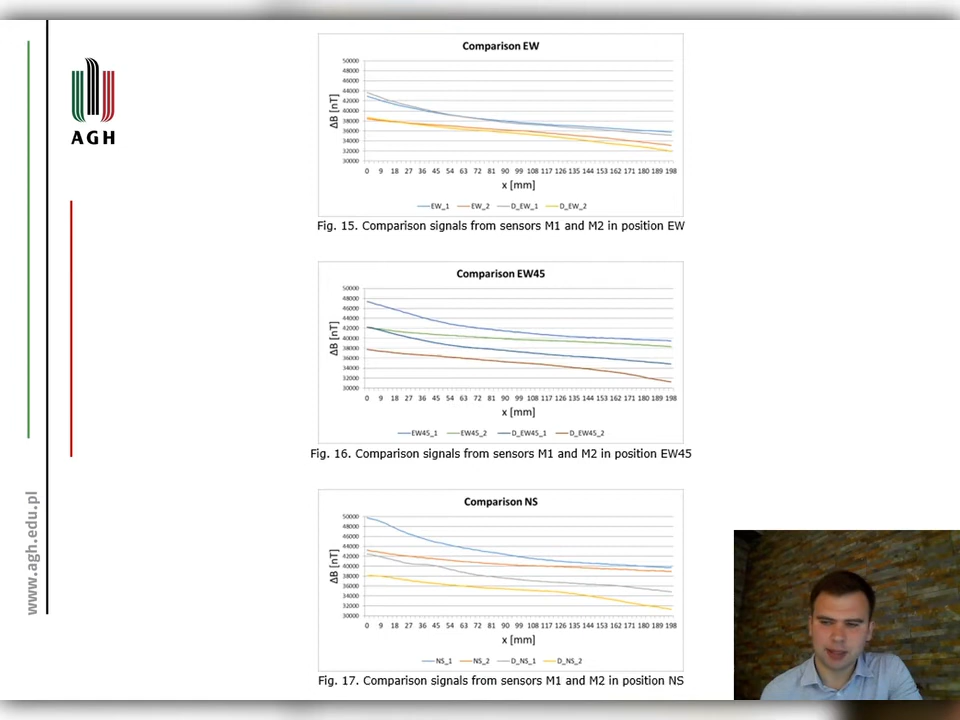 AGH
www.agh.edu.pl
Comparison EW
50000
48000
46000
44000
42000
40000
38000
36000
34000
32000
30000
ΔB [nT]
0 9 18 27 36 45 54 63 72 81 90 99 108 117 126 135 144 153 162 171 180 189 198
x [mm]
EW_1 EW_2 D_EW_1 D_EW_2
Fig. 15. Comparison signals from sensors M1 and M2 in position EW
Comparison EW45
50000
48000
46000
44000
42000
40000
38000
36000
34000
32000
30000
ΔB [nT]
0 9 18 27 36 45 54 63 72 81 90 99 108 117 126 135 144 153 162 171 180 189 198
x [mm]
EW45_1 EW45_2 D_EW45_1 D_EW45_2
Fig. 16. Comparison signals from sensors M1 and M2 in position EW45
Comparison NS
50000
48000
46000
44000
42000
40000
38000
36000
34000
32000
30000
ΔB [nT]
0 9 18 27 36 45 54 63 72 81 90 99 108 117 126 135 144 153 162 171 180 189 198
x [mm]
NS_1 NS_2 D_NS_1 D_NS_2
Fig. 17. Comparison signals from sensors M1 and M2 in position NS